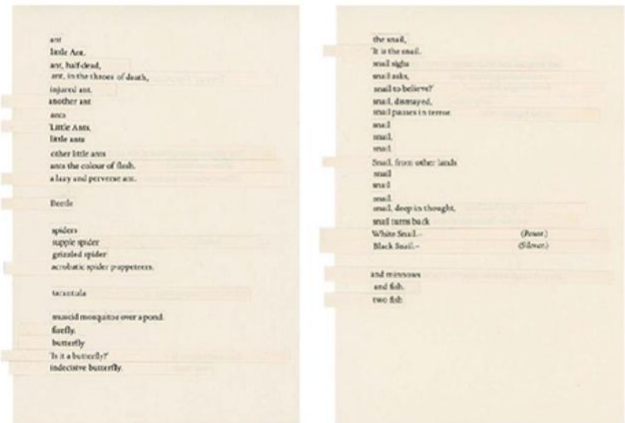 ant
little Ant.
ant, half-dead,
ant, in the throes of death,
injured ant.
another ant
ants
'Little Ants,
little ants
other little ants
ants the colour of flesh.
a lazy and perverse ant.
Beetle
spiders
supple spider
grizzled spider
acrobatic spider puppeteers.
tarantula
muscid mosquitos over a pond.
firefly.
butterfly
'Is it a butterfly?'
indecisive butterfly.
the snail,
'It is the snail.
snail sighs
snail asks,
snail to believe?'
snail, dismayed,
snail pauses in terror.
snail
snail,
snail
Snail, from other lands
snail
snail
snail
snail, deep in thought,
snail turns back
White Snail.– (Pause.)
Black Snail.– (Silence.)
and minnows
and fish.
two fish